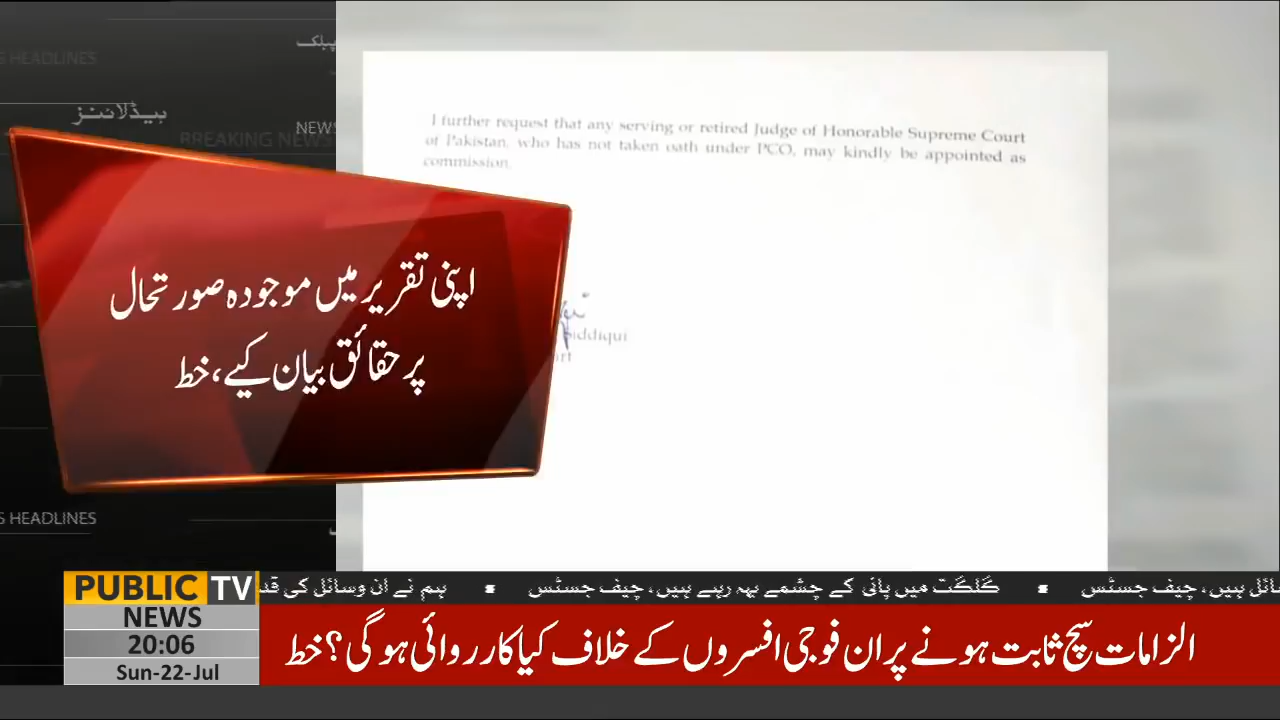 پبلک
S HEADLINES
ہیڈلائنز
NEWS
BREAKING NEWS
I further request that any serving or retired Judge of Honorable Supreme Court
of Pakistan, who has not taken oath under PCO, may kindly be appointed as
commission.
Siddiqui
اپنی تقریر میں موجودہ صورتحال
پر حقائق بیان کیے، خط
S HEADLINES
PUBLIC TV
NEWS
20:06
Sun-22-Jul
ہیں، چیف جسٹس * گلگت میں پانی کے چشمے بہہ رہے ہیں، چیف جسٹس * ہم نے ان وسائل کی
الزامات سچ ثابت ہونے پر ان فوجی افسروں کے خلاف کیا کارروائی ہوگی؟ خط